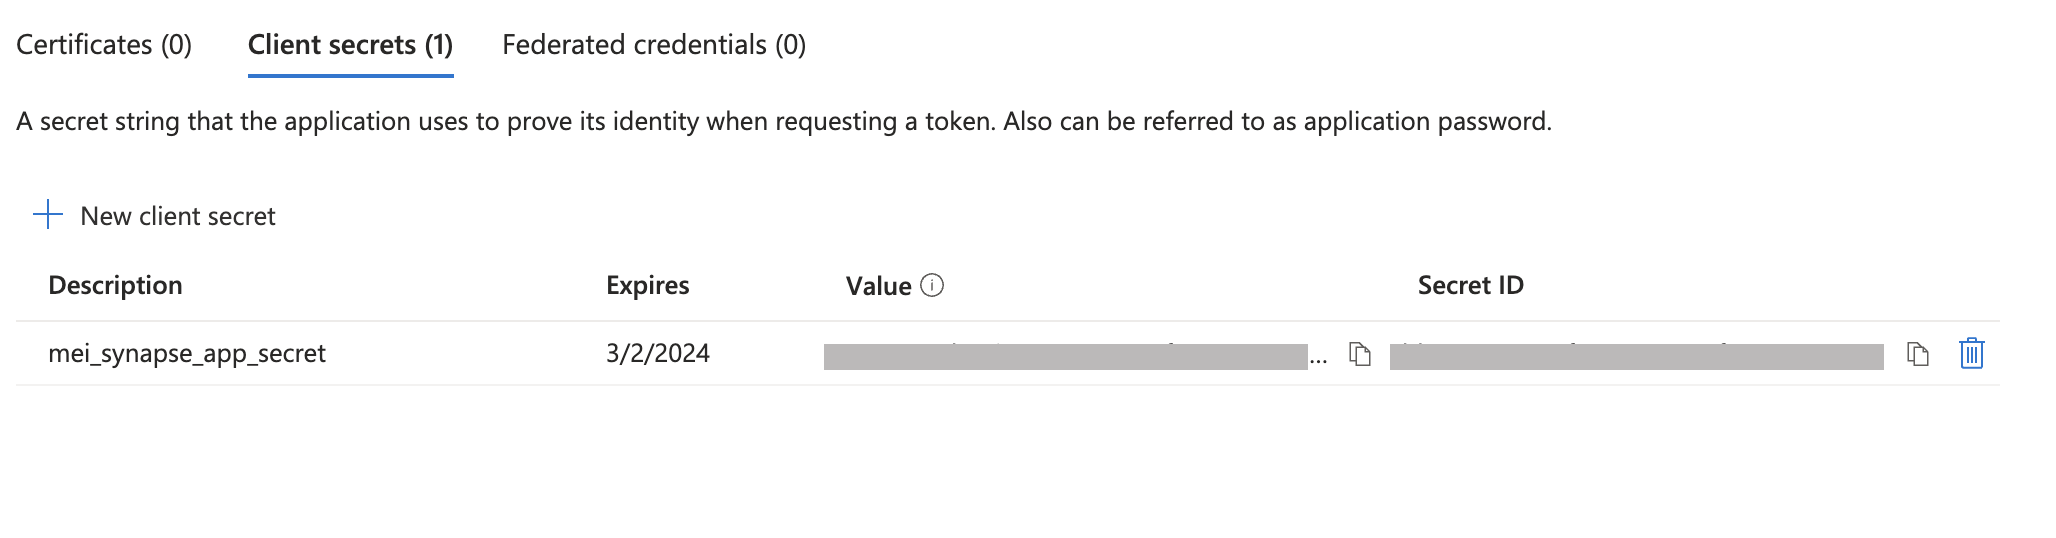 Certificates (0) Client secrets (1) Federated credentials (0)
A secret string that the application uses to prove its identity when requesting a token. Also can be referred to as application password.
New client secret
Description Expires Value Secret ID
mei_synapse_app_secret 3/2/2024 ...